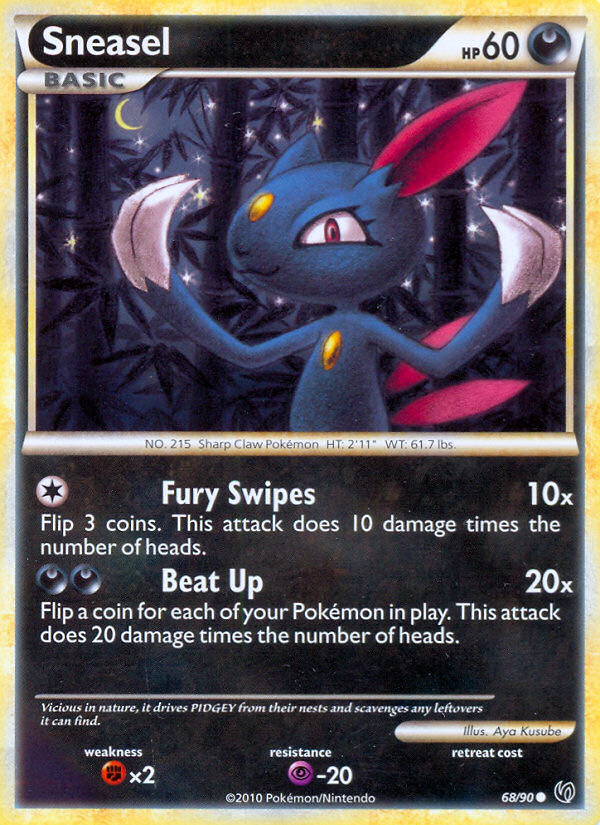 Sneasel
HP 60
BASIC
NO. 215 Sharp Claw Pokémon HT: 2'11" WT: 61.7 lbs.
Fury Swipes 10x
Flip 3 coins. This attack does 10 damage times the
number of heads.
Beat Up 20x
Flip a coin for each of your Pokémon in play. This attack
does 20 damage times the number of heads.
Vicious in nature, it drives PIDGEY from their nests and scavenges any leftovers
it can find.
Illus. Aya Kusube
weakness resistance retreat cost
x2 -20
©2010 Pokémon/Nintendo 68/90